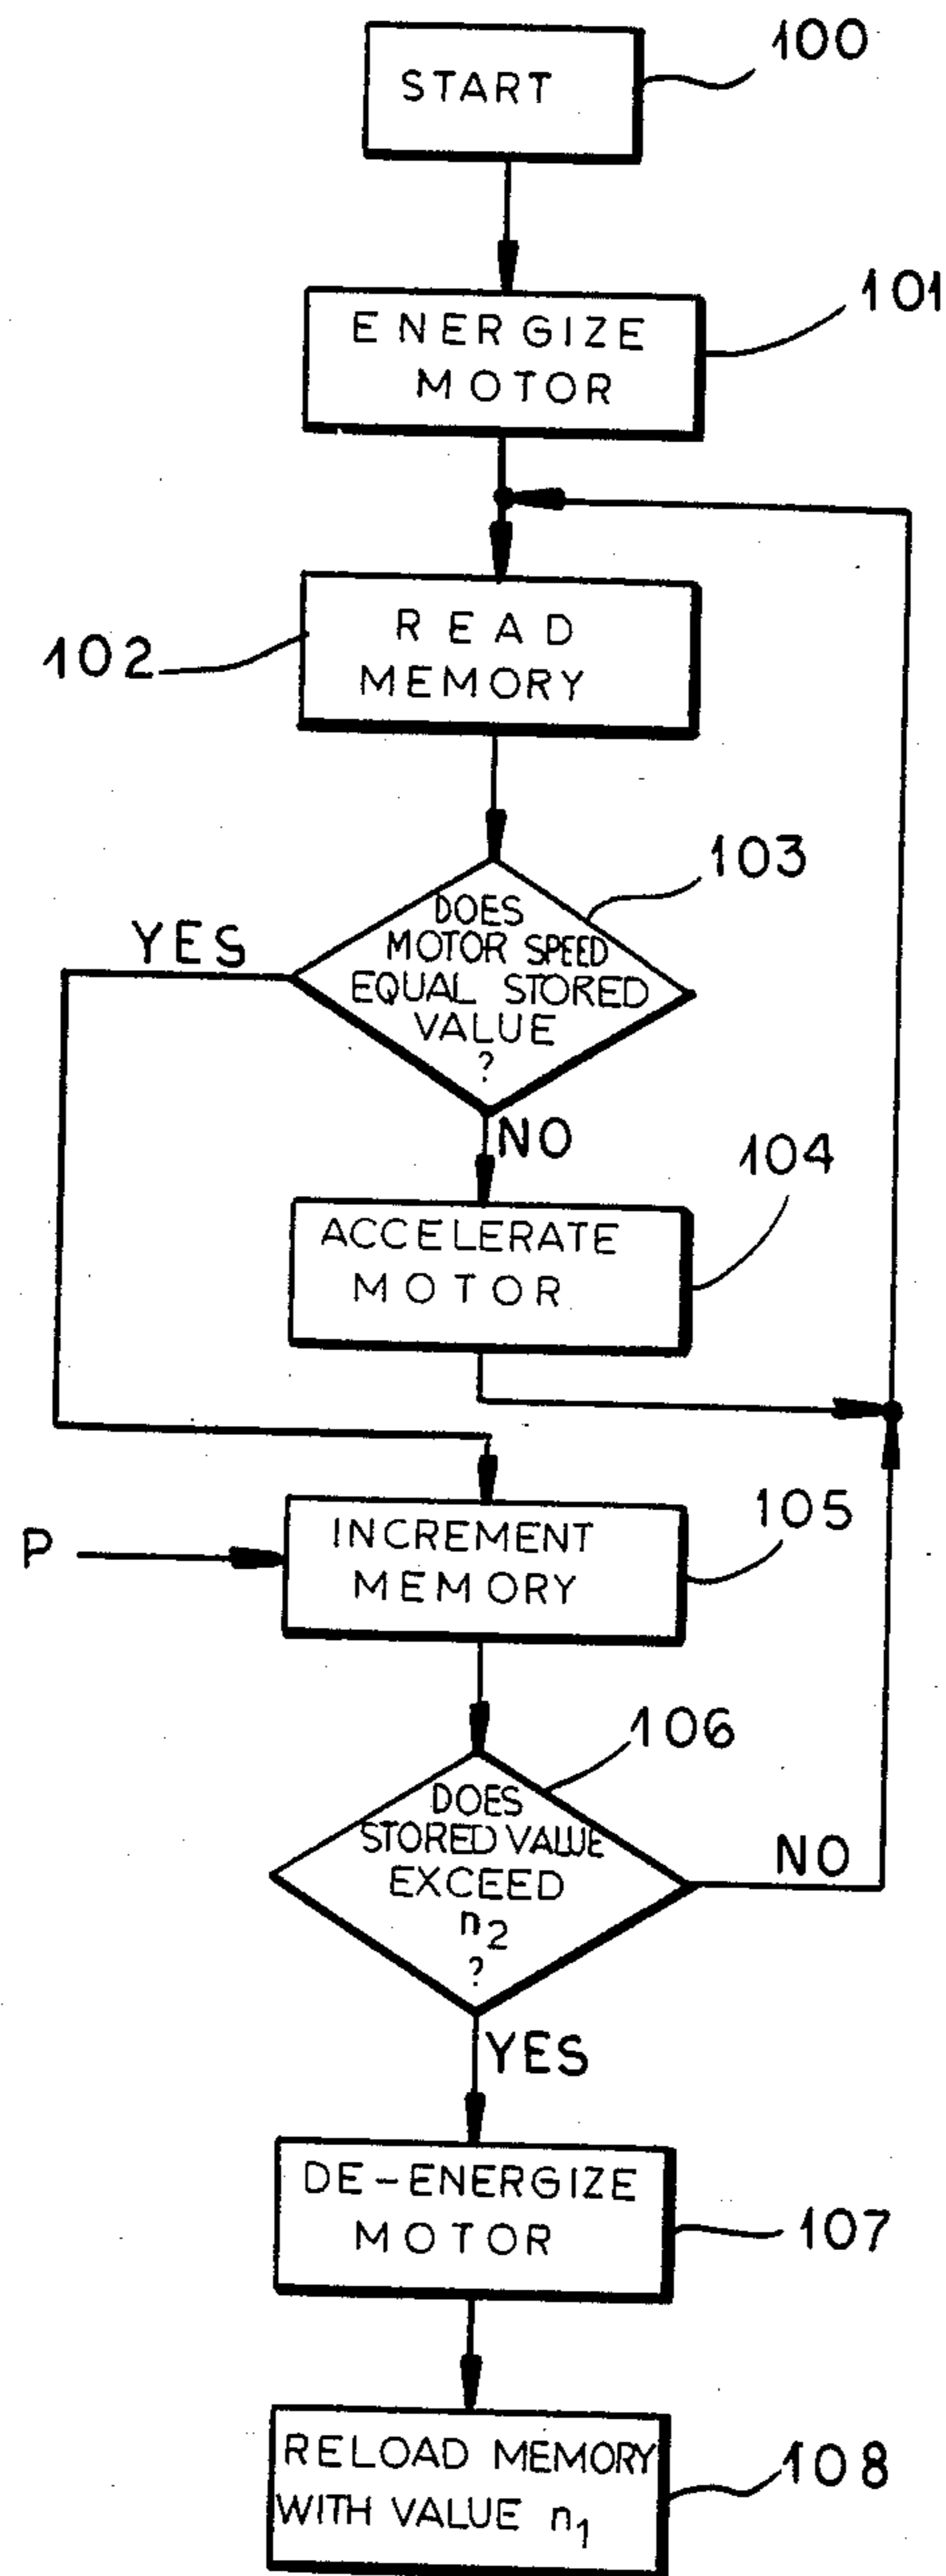 100
START
101
ENERGIZE
MOTOR
READ
MEMORY
102
103
YES
DOES
MOTOR SPEED
EQUAL STORED
VALUE
?
NO
104
ACCELERATE
MOTOR
105
P
INCREMENT
MEMORY
106
DOES
STORED VALUE
EXCEED
n2
?
NO
YES
DE-ENERGIZE
MOTOR
107
RELOAD MEMORY
WITH VALUE n1
108